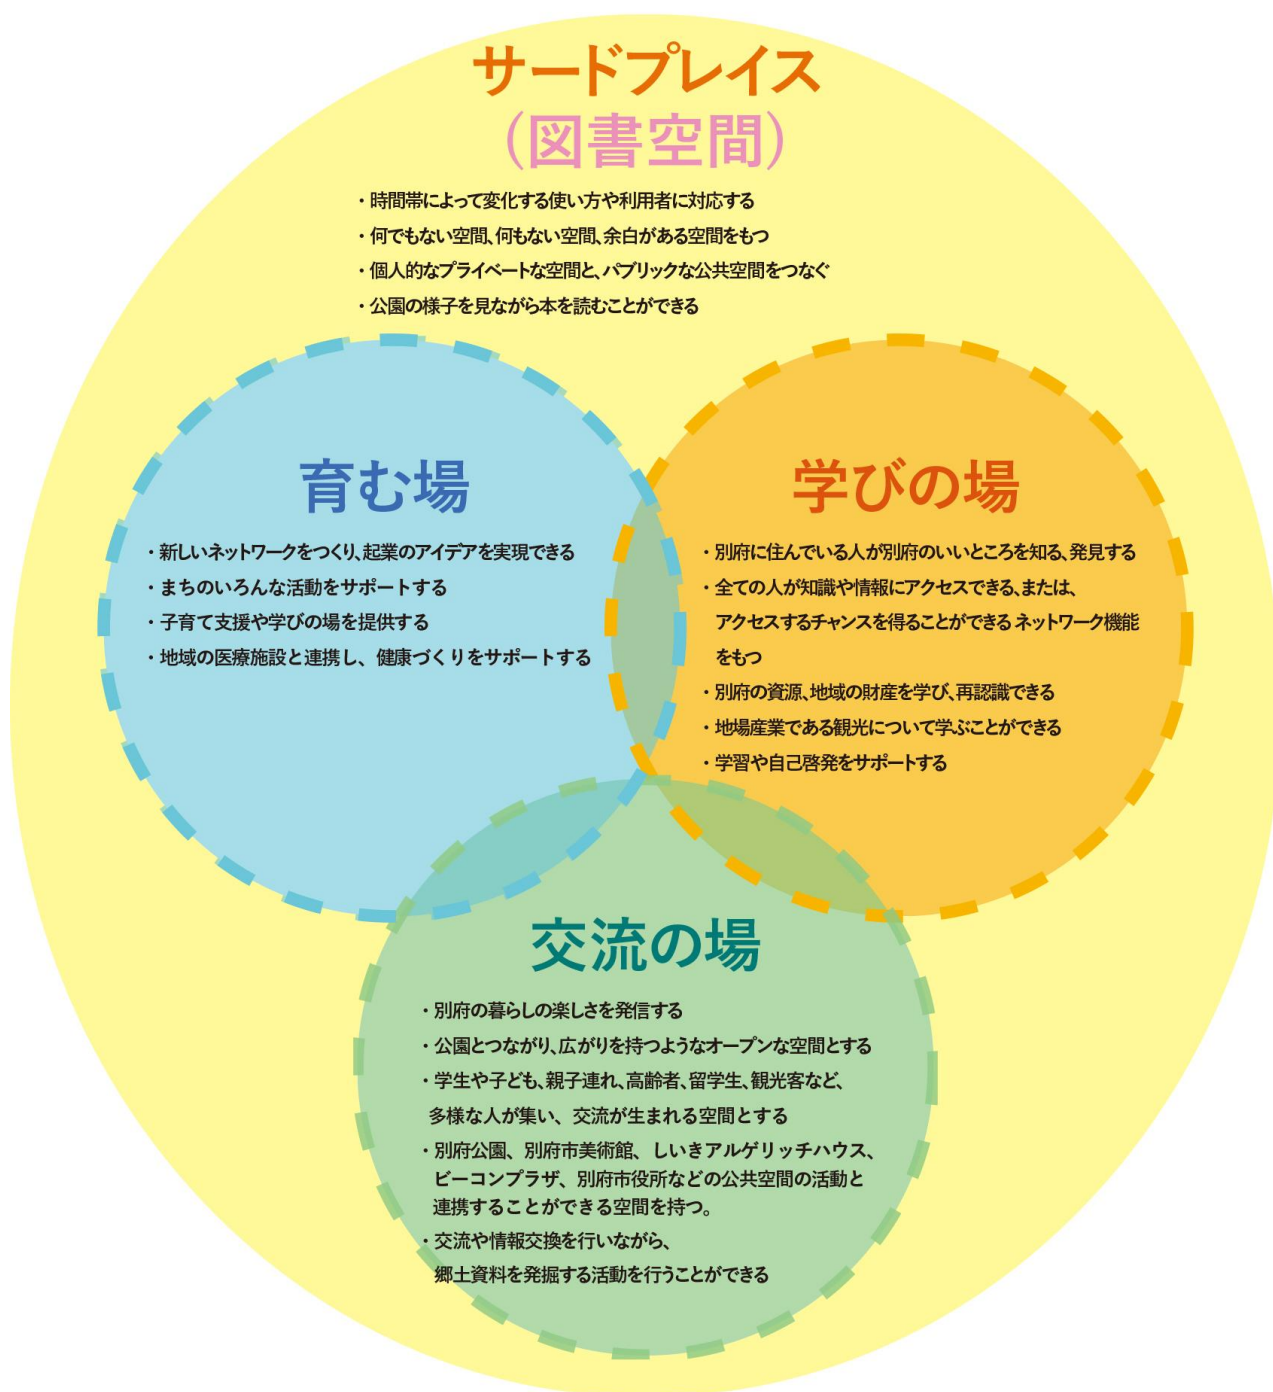 サードプレイス
（図書空間）
・時間帯によって変化する使い方や利用者に対応する
・何でもない空間、何もない空間、余白がある空間をもつ
・個人的なプライベートな空間と、パブリックな公共空間をつなぐ
・公園の様子を見ながら本を読むことができる
育む場
・新しいネットワークをつくり、起業のアイデアを実現できる
・まちのいろんな活動をサポートする
・子育て支援や学びの場を提供する
・地域の医療施設と連携し、健康づくりをサポートする
学びの場
・別府に住んでいる人が別府のいいところを知る、発見する
・全ての人が知識や情報にアクセスできる、または、
アクセスするチャンスを得ることができる ネットワーク機能
をもつ
・別府の資源、地域の財産を学び、再認識できる
・地場産業である観光について学ぶことができる
・学習や自己啓発をサポートする
交流の場
・別府の暮らしの楽しさを発信する
・公園とつながり、広がりを持つようなオープンな空間とする
・学生や子ども、親子連れ、高齢者、留学生、観光客など、
多様な人が集い、交流が生まれる空間とする
・別府公園、別府市美術館、しいきアルゲリッチハウス、
ビーコンプラザ、別府市役所などの公共空間の活動と
連携することができる空間を持つ。
・交流や情報交換を行いながら、
郷土資料を発掘する活動を行うことができる